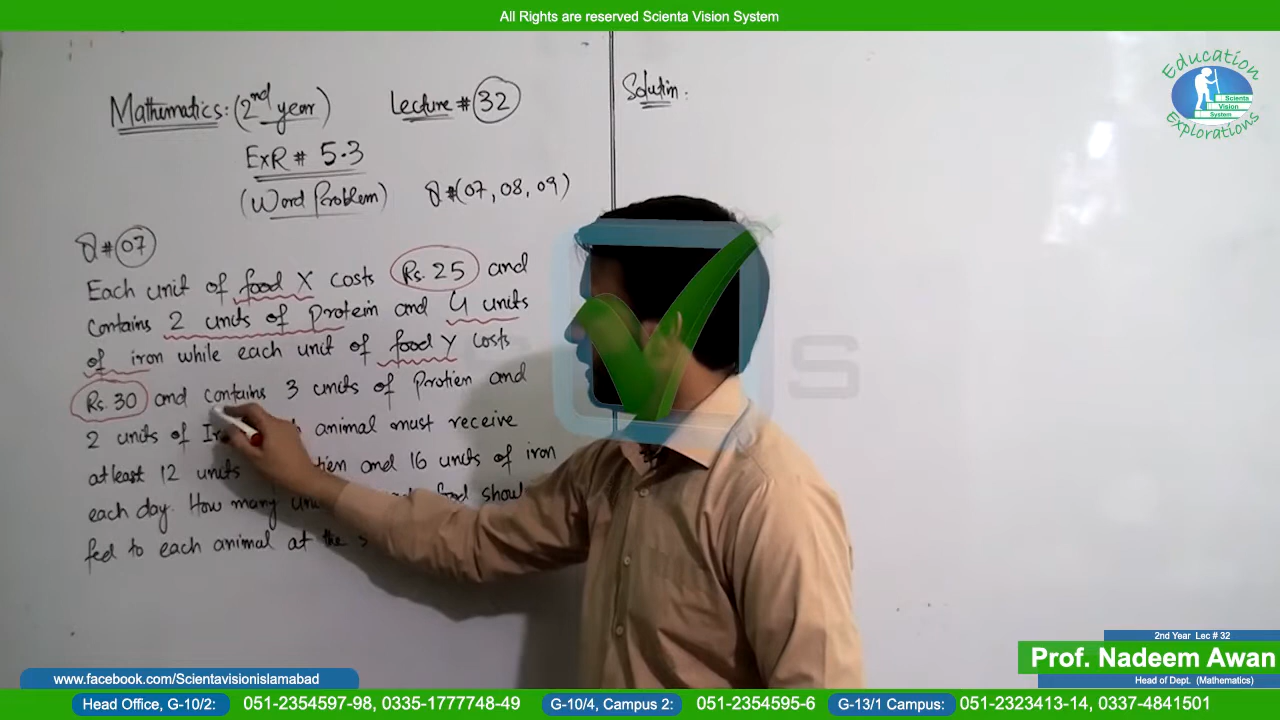 All Rights are reserved Scienta Vision System
Education
Scienta
Vision
System
Explorations
Mathematics: (2nd year) Lecture # 32
ExR # 5.3
(Word Problem) Q #(07, 08, 09)
Q # 07
Each unit of food X costs Rs. 25 and
contains 2 units of protein and 4 units
of iron while each unit of food Y costs
Rs. 30 and contains 3 units of Protien and
2 units of animal must receive
atleast 12 units and 16 units of iron
each day. How many food
fed to each animal at the
Solution:
S
2nd Year Lec # 32
Prof. Nadeem Awan
Head of Dept. (Mathematics)
www.facebook.com/Scientavisionislamabad
Head Office, G-10/2: 051-2354597-98, 0335-1777748-49 G-10/4, Campus 2: 051-2354595-6 G-13/1 Campus: 051-2323413-14, 0337-4841501